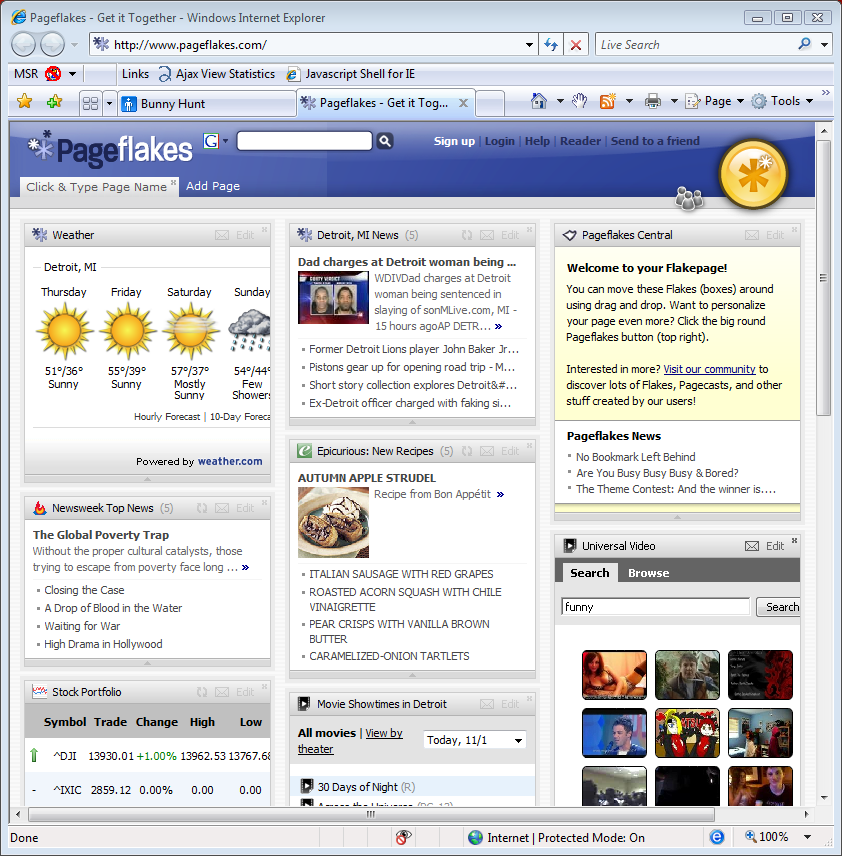 Pageflakes - Get it Together - Windows Internet Explorer
http://www.pageflakes.com/
Live Search
MSR
Links
Ajax View Statistics
Javascript Shell for IE
Bunny Hunt
Pageflakes - Get it Tog...
Page
Tools
Pageflakes
G
Sign up | Login | Help | Reader | Send to a friend
Click & Type Page Name
Add Page
Weather
Edit
Detroit, MI
Thursday Friday Saturday Sunda
51°/36° 55°/39° 57°/37° 54°/44°
Sunny Sunny Mostly Few
Sunny Showers
Hourly Forecast | 10-Day Foreca
Powered by weather.com
Newsweek Top News (5)
Edit
The Global Poverty Trap
Without the proper cultural catalysts, those
trying to escape from poverty face long ... »
Closing the Case
A Drop of Blood in the Water
Waiting for War
High Drama in Hollywood
Stock Portfolio
Edit
Symbol Trade Change High Low
^DJI 13930.01 +1.00% 13962.53 13767.68
- ^IXIC 2859.12 0.00% 0.00 0.00
Detroit, MI News (5)
Edit
Dad charges at Detroit woman being ...
GUILTY VERDICT
WDIVDad charges at Detroit
woman being sentenced in
slaying of sonMLive.com, MI -
15 hours agoAP DETR... »
Former Detroit Lions player John Baker Jr...
Pistons gear up for opening road trip - M...
Short story collection explores Detroit&#...
Ex-Detroit officer charged with faking si...
Epicurious: New Recipes (5)
Edit
AUTUMN APPLE STRUDEL
Recipe from Bon Appétit »
ITALIAN SAUSAGE WITH RED GRAPES
ROASTED ACORN SQUASH WITH CHILE
VINAIGRETTE
PEAR CRISPS WITH VANILLA BROWN
BUTTER
CARAMELIZED-ONION TARTLETS
Movie Showtimes in Detroit
Edit
All movies | View by
theater
Today, 11/1
30 Days of Night (R)
Across the Universe (PG-13)
Pageflakes Central
Edit
Welcome to your Flakepage!
You can move these Flakes (boxes) around
using drag and drop. Want to personalize
your page even more? Click the big round
Pageflakes button (top right).
Interested in more? Visit our community to
discover lots of Flakes, Pagecasts, and other
stuff created by our users!
Pageflakes News
No Bookmark Left Behind
Are You Busy Busy Busy & Bored?
The Theme Contest: And the winner is....
Universal Video
Edit
Search Browse
funny
Search
Done
Internet | Protected Mode: On
100%